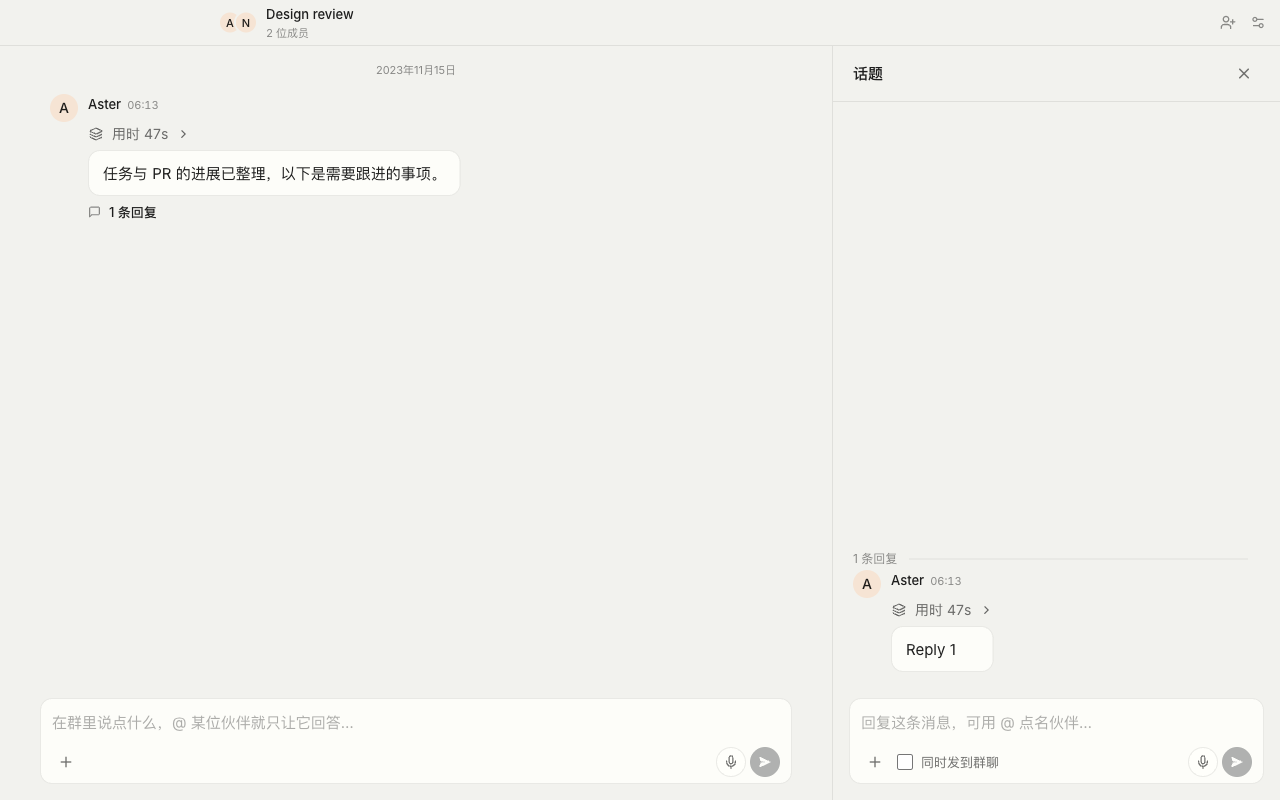 A N
Design review
2 位成员
2023年11月15日
A
Aster 06:13
用时 47s
任务与 PR 的进展已整理，以下是需要跟进的事项。
1 条回复
在群里说点什么，@ 某位伙伴就只让它回答...
话题
1 条回复
A
Aster 06:13
用时 47s
Reply 1
回复这条消息，可用 @ 点名伙伴...
同时发到群聊